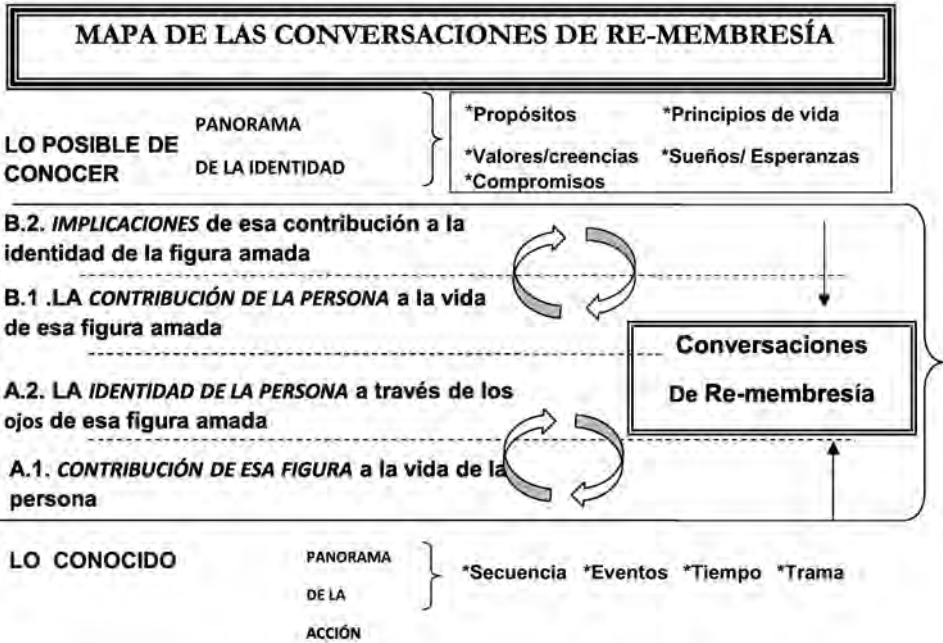 MAPA DE LAS CONVERSACIONES DE RE-MEMBRESÍA
LO POSIBLE DE
CONOCER
PANORAMA
DE LA IDENTIDAD
*Propósitos *Principios de vida
*Valores/creencias *Sueños/ Esperanzas
*Compromisos
B.2. IMPLICACIONES de esa contribución a la
identidad de la figura amada
B.1 .LA CONTRIBUCIÓN DE LA PERSONA a la vida
de esa figura amada
A.2. LA IDENTIDAD DE LA PERSONA a través de los
ojos de esa figura amada
A.1. CONTRIBUCIÓN DE ESA FIGURA a la vida de la
persona
Conversaciones
De Re-membresía
LO CONOCIDO
PANORAMA
DE LA
ACCIÓN
*Secuencia *Eventos *Tiempo *Trama